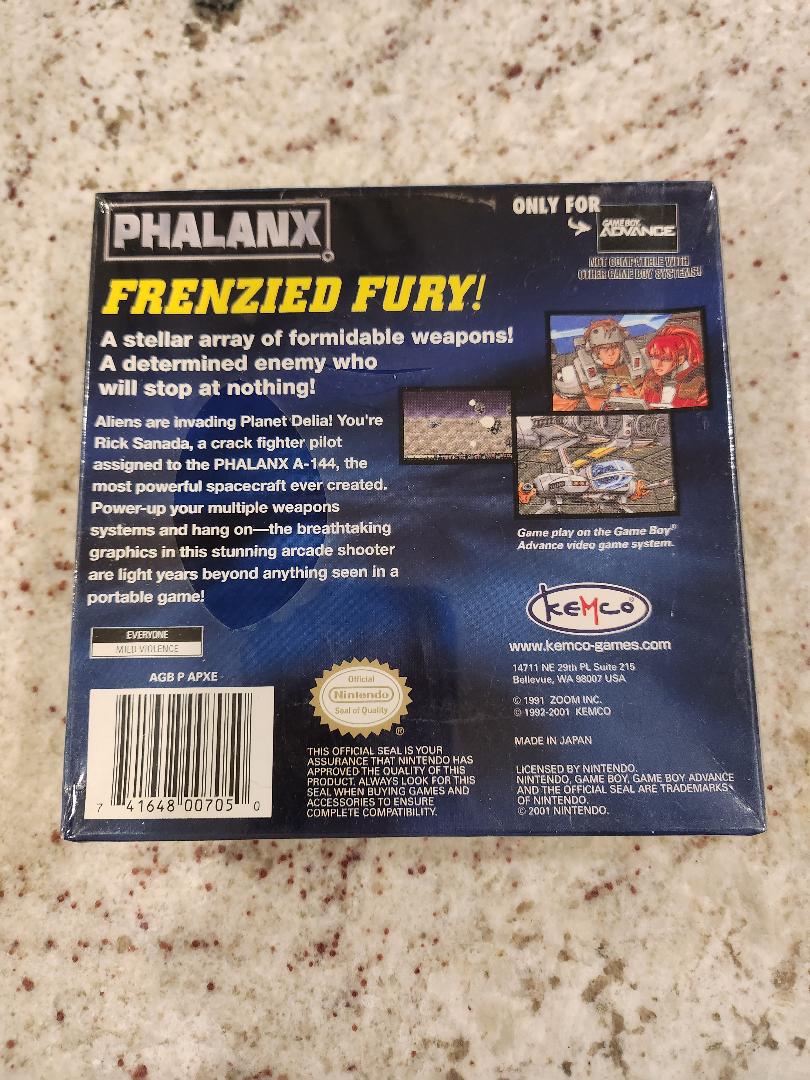 PHALANX
ONLY FOR
GAME BOY
ADVANCE
NOT COMPATIBLE WITH
OTHER GAME BOY SYSTEMS!
FRENZIED FURY!
A stellar array of formidable weapons!
A determined enemy who
will stop at nothing!
Aliens are invading Planet Delia! You're
Rick Sanada, a crack fighter pilot
assigned to the PHALANX A-144, the
most powerful spacecraft ever created.
Power-up your multiple weapons
systems and hang on—the breathtaking
graphics in this stunning arcade shooter
are light years beyond anything seen in a
portable game!
Game play on the Game Boy®
Advance video game system.
KEMCO®
www.kemco-games.com
14711 NE 29th PL Suite 215
Bellevue, WA 98007 USA
© 1991 ZOOM INC.
© 1992-2001 KEMCO
MADE IN JAPAN
LICENSED BY NINTENDO.
NINTENDO, GAME BOY, GAME BOY ADVANCE
AND THE OFFICIAL SEAL ARE TRADEMARKS
OF NINTENDO.
© 2001 NINTENDO.
EVERYONE
MILD VIOLENCE
AGB P APXE
7 41648 00705 0
Official
Nintendo
Seal of Quality
®
THIS OFFICIAL SEAL IS YOUR
ASSURANCE THAT NINTENDO HAS
APPROVED THE QUALITY OF THIS
PRODUCT. ALWAYS LOOK FOR THIS
SEAL WHEN BUYING GAMES AND
ACCESSORIES TO ENSURE
COMPLETE COMPATIBILITY.